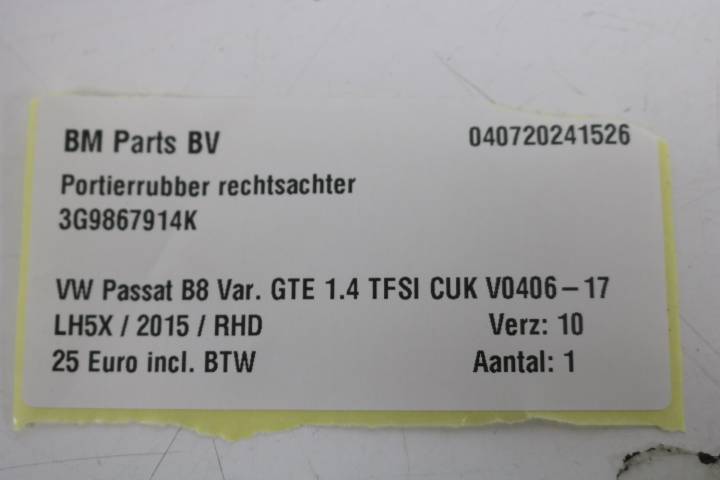 BM Parts BV 040720241526
Portierrubber rechtsachter
3G9867914K
VW Passat B8 Var. GTE 1.4 TFSI CUK V0406-17
LH5X / 2015 / RHD Verz: 10
25 Euro incl. BTW Aantal: 1